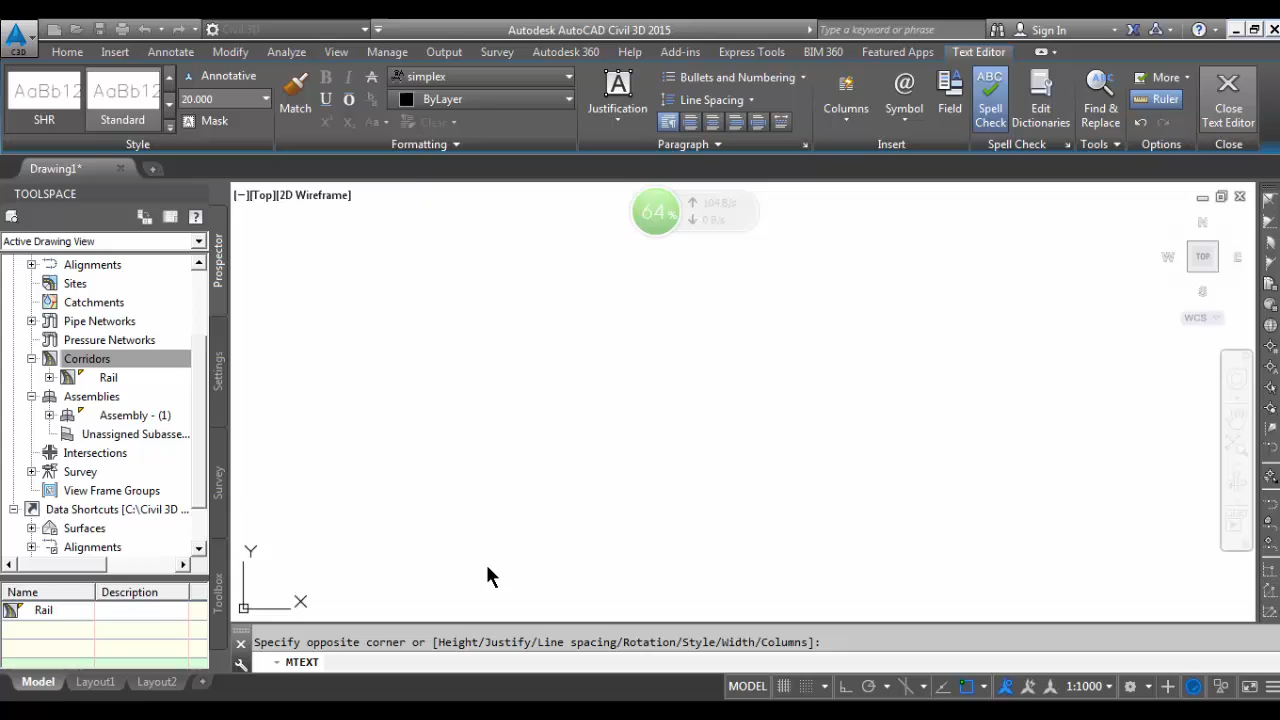 Civil 3D
Autodesk AutoCAD Civil 3D 2015
Type a keyword or phrase
Sign In
C3D
Home Insert Annotate Modify Analyze View Manage Output Survey Autodesk 360 Help Add-ins Express Tools BIM 360 Featured Apps Text Editor
AaBb12 AaBb12
SHR Standard
Annotative
20.000
Mask
Style
Match
simplex
ByLayer
Clear
Formatting
Justification
Bullets and Numbering
Line Spacing
Paragraph
Columns Symbol Field
Insert
Spell Check
Edit Dictionaries
Spell Check
Find & Replace
Tools
More
Ruler
Options
Close Text Editor
Close
Drawing1*
TOOLSPACE
Active Drawing View
Alignments
Sites
Catchments
Pipe Networks
Pressure Networks
Corridors
Rail
Assemblies
Assembly - (1)
Unassigned Subasse...
Intersections
Survey
View Frame Groups
Data Shortcuts [C:\Civil 3D ...
Surfaces
Alignments
Name Description
Rail
Prospector
Settings
Survey
Toolbox
[−][Top][2D Wireframe]
64%
104 B/s
0 B/s
N
W TOP E
S
WCS
Y
X
Specify opposite corner or [Height/Justify/Line spacing/Rotation/Style/Width/Columns]:
MTEXT
Model Layout1 Layout2 +
MODEL
1:1000